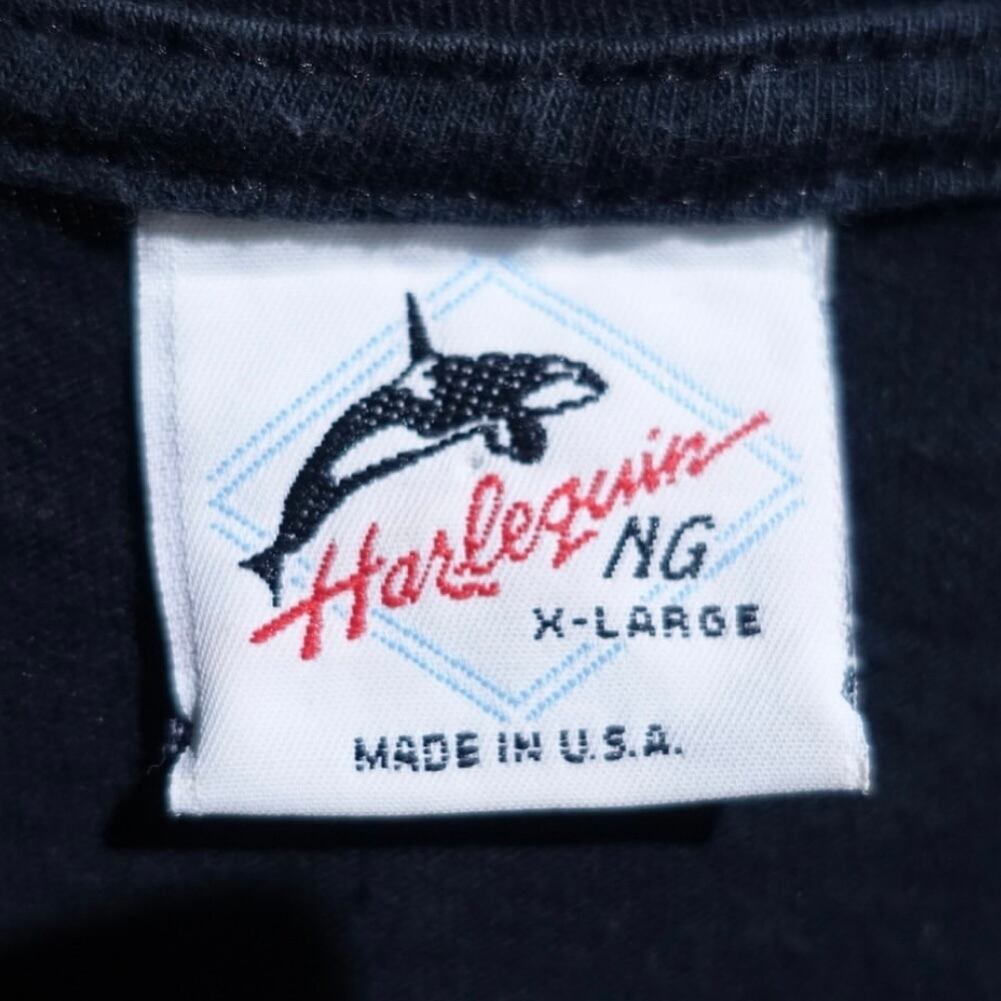 Harlequin
NG
X-LARGE
MADE IN U.S.A.